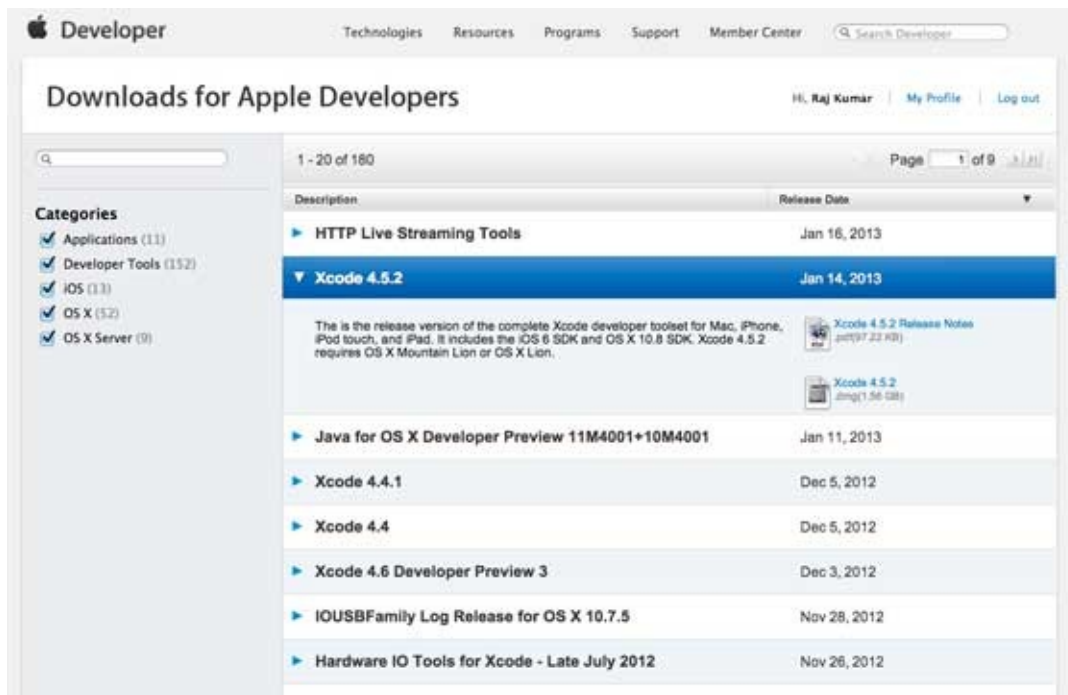 Developer
Technologies Resources Programs Support Member Center Search Developer
Downloads for Apple Developers
Hi, Raj Kumar | My Profile | Log out
1 - 20 of 180
Page 1 of 9
Description Release Date
Categories
Applications (11)
Developer Tools (152)
iOS (13)
OS X (52)
OS X Server (9)
HTTP Live Streaming Tools Jan 16, 2013
Xcode 4.5.2 Jan 14, 2013
The is the release version of the complete Xcode developer toolset for Mac, iPhone,
iPod touch, and iPad. It includes the iOS 6 SDK and OS X 10.8 SDK. Xcode 4.5.2
requires OS X Mountain Lion or OS X Lion.
Xcode 4.5.2 Release Notes
.pdf(97.22 KB)
Xcode 4.5.2
.dmg(1.56 GB)
Java for OS X Developer Preview 11M4001+10M4001 Jan 11, 2013
Xcode 4.4.1 Dec 5, 2012
Xcode 4.4 Dec 5, 2012
Xcode 4.6 Developer Preview 3 Dec 3, 2012
IOUSBFamily Log Release for OS X 10.7.5 Nov 28, 2012
Hardware IO Tools for Xcode - Late July 2012 Nov 26, 2012